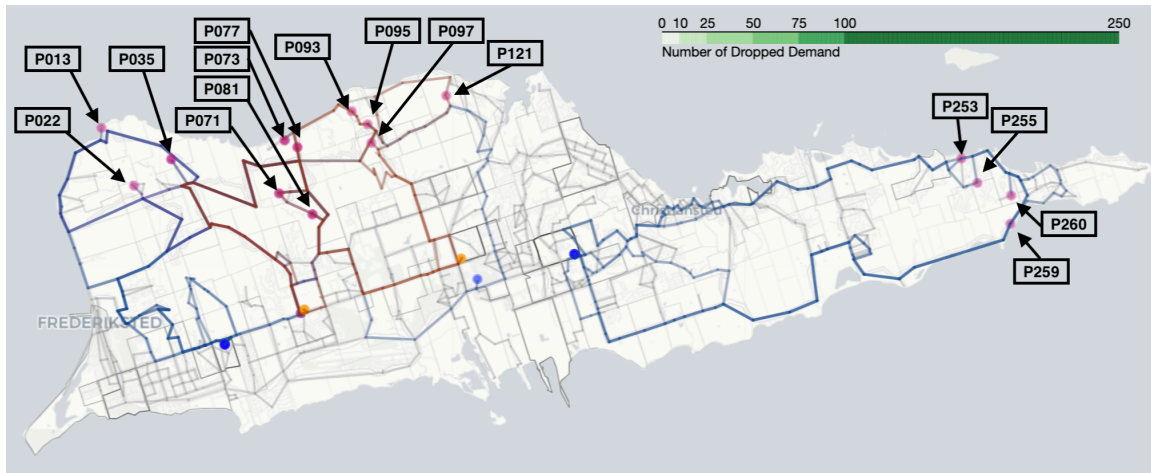 0 10 25 50 75 100 250
Number of Dropped Demand
P077
P093
P095
P097
P013
P035
P073
P121
P081
P022
P071
P253
P255
Christiansted
P260
P259
FREDERIKSTED